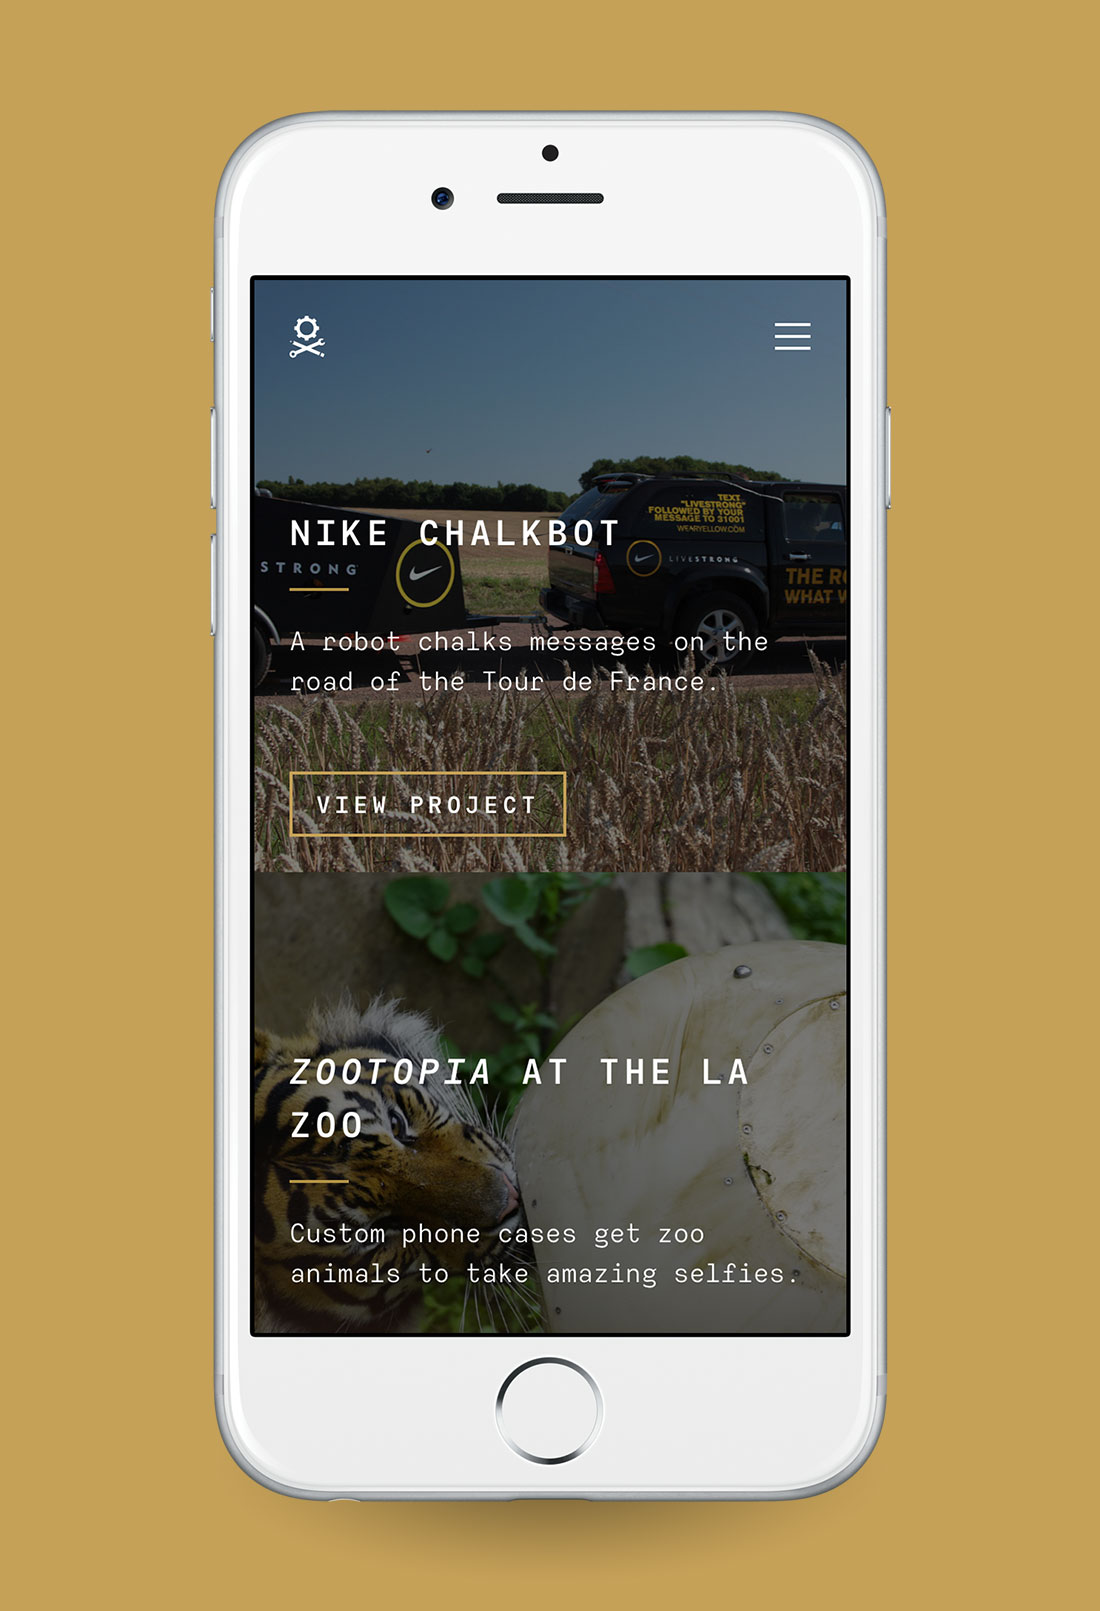 TEXT
"LIVESTRONG"
FOLLOWED BY YOUR
MESSAGE TO 31001
WEARYELLOW.COM
NIKE CHALKBOT
STRONG
LIVESTRONG
THE RO
WHAT W
A robot chalks messages on the
road of the Tour de France.
VIEW PROJECT
ZOOTOPIA AT THE LA
ZOO
Custom phone cases get zoo
animals to take amazing selfies.